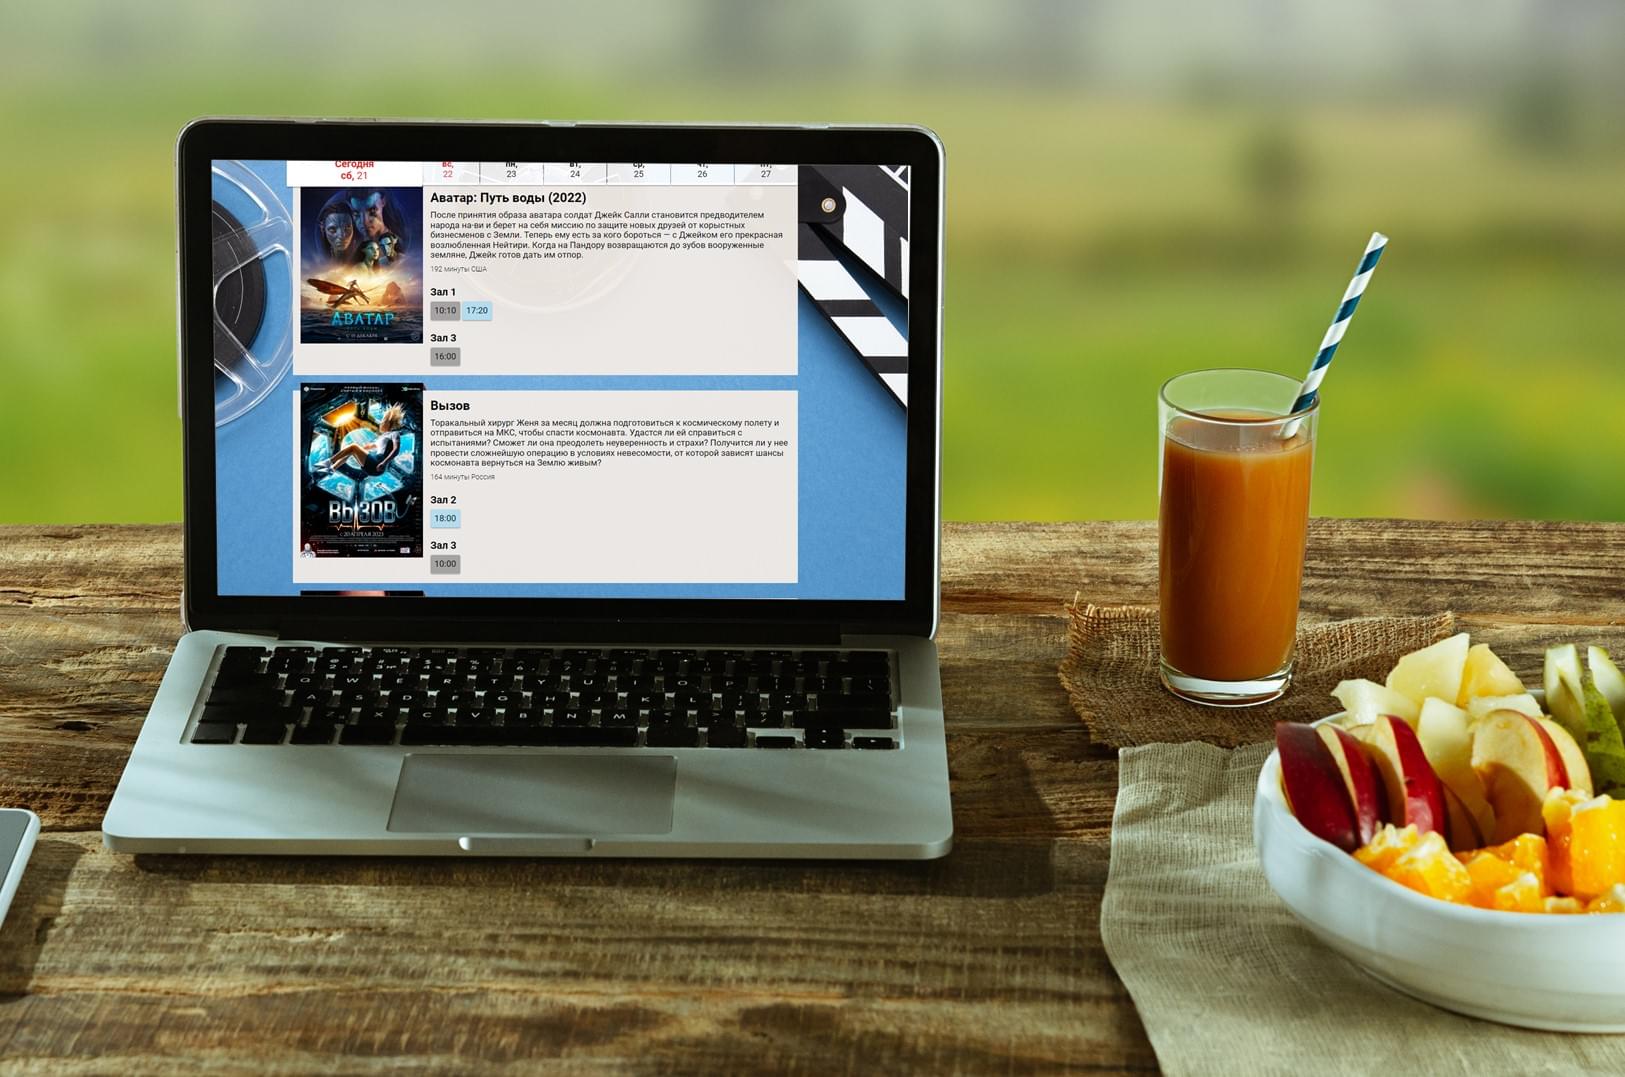 Сегодня
сб, 21
вс,
22
пн,
23
вт,
24
ср,
25
чт,
26
пт,
27
Аватар: Путь воды (2022)
После принятия образа аватара солдат Джейк Салли становится предводителем
народа на-ви и берет на себя миссию по защите новых друзей от корыстных
бизнесменов с Земли. Теперь ему есть за кого бороться — с Джейком его прекрасная
возлюбленная Нейтири. Когда на Пандору возвращаются до зубов вооруженные
земляне, Джейк готов дать им отпор.
192 минуты США
Зал 1
10:10 17:20
Зал 3
16:00
АВАТАР
ПУТЬ ВОДЫ
Вызов
Торакальный хирург Женя за месяц должна подготовиться к космическому полету и
отправиться на МКС, чтобы спасти космонавта. Удастся ли ей справиться с
испытаниями? Сможет ли она преодолеть неуверенность и страхи? Получится ли у нее
провести сложнейшую операцию в условиях невесомости, от которой зависят шансы
космонавта вернуться на Землю живым?
164 минуты Россия
Зал 2
18:00
Зал 3
10:00
ВЫЗОВ
С 20 АПРЕЛЯ 2023
Q W E R T Y U I O P
A S D F G H J K L
Z X C V B N M